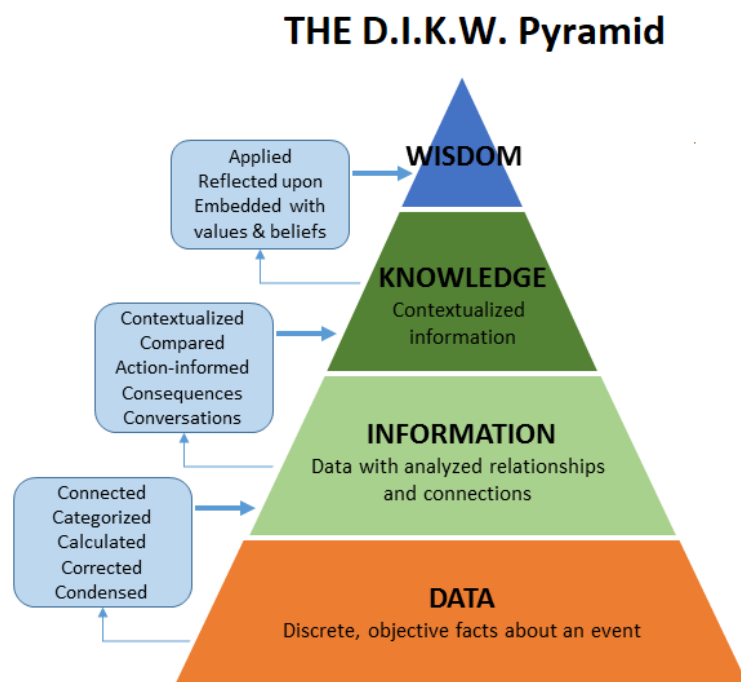 THE D.I.K.W. Pyramid
WISDOM
Applied
Reflected upon
Embedded with
values & beliefs
KNOWLEDGE
Contextualized
information
Contextualized
Compared
Action-informed
Consequences
Conversations
INFORMATION
Data with analyzed relationships
and connections
Connected
Categorized
Calculated
Corrected
Condensed
DATA
Discrete, objective facts about an event